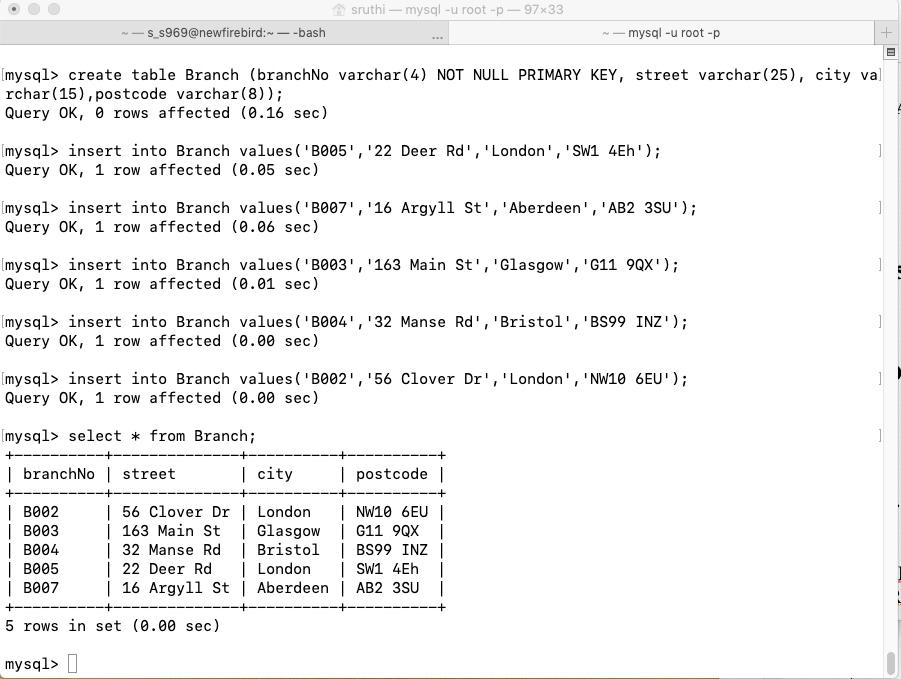 sruthi — mysql -u root -p — 97×33
~ — s_s969@newfirebird:~ — -bash ...
~ — mysql -u root -p +
[mysql> create table Branch (branchNo varchar(4) NOT NULL PRIMARY KEY, street varchar(25), city va]
rchar(15),postcode varchar(8));
Query OK, 0 rows affected (0.16 sec)
[mysql> insert into Branch values('B005','22 Deer Rd','London','SW1 4Eh'); ]
Query OK, 1 row affected (0.05 sec)
[mysql> insert into Branch values('B007','16 Argyll St','Aberdeen','AB2 3SU'); ]
Query OK, 1 row affected (0.06 sec)
[mysql> insert into Branch values('B003','163 Main St','Glasgow','G11 9QX'); ]
Query OK, 1 row affected (0.01 sec)
[mysql> insert into Branch values('B004','32 Manse Rd','Bristol','BS99 INZ'); ]
Query OK, 1 row affected (0.00 sec)
[mysql> insert into Branch values('B002','56 Clover Dr','London','NW10 6EU'); ]
Query OK, 1 row affected (0.00 sec)
[mysql> select * from Branch; ]
+----------+--------------+----------+----------+
| branchNo | street       | city     | postcode |
+----------+--------------+----------+----------+
| B002     | 56 Clover Dr | London   | NW10 6EU |
| B003     | 163 Main St  | Glasgow  | G11 9QX  |
| B004     | 32 Manse Rd  | Bristol  | BS99 INZ |
| B005     | 22 Deer Rd   | London   | SW1 4Eh  |
| B007     | 16 Argyll St | Aberdeen | AB2 3SU  |
+----------+--------------+----------+----------+
5 rows in set (0.00 sec)
mysql>